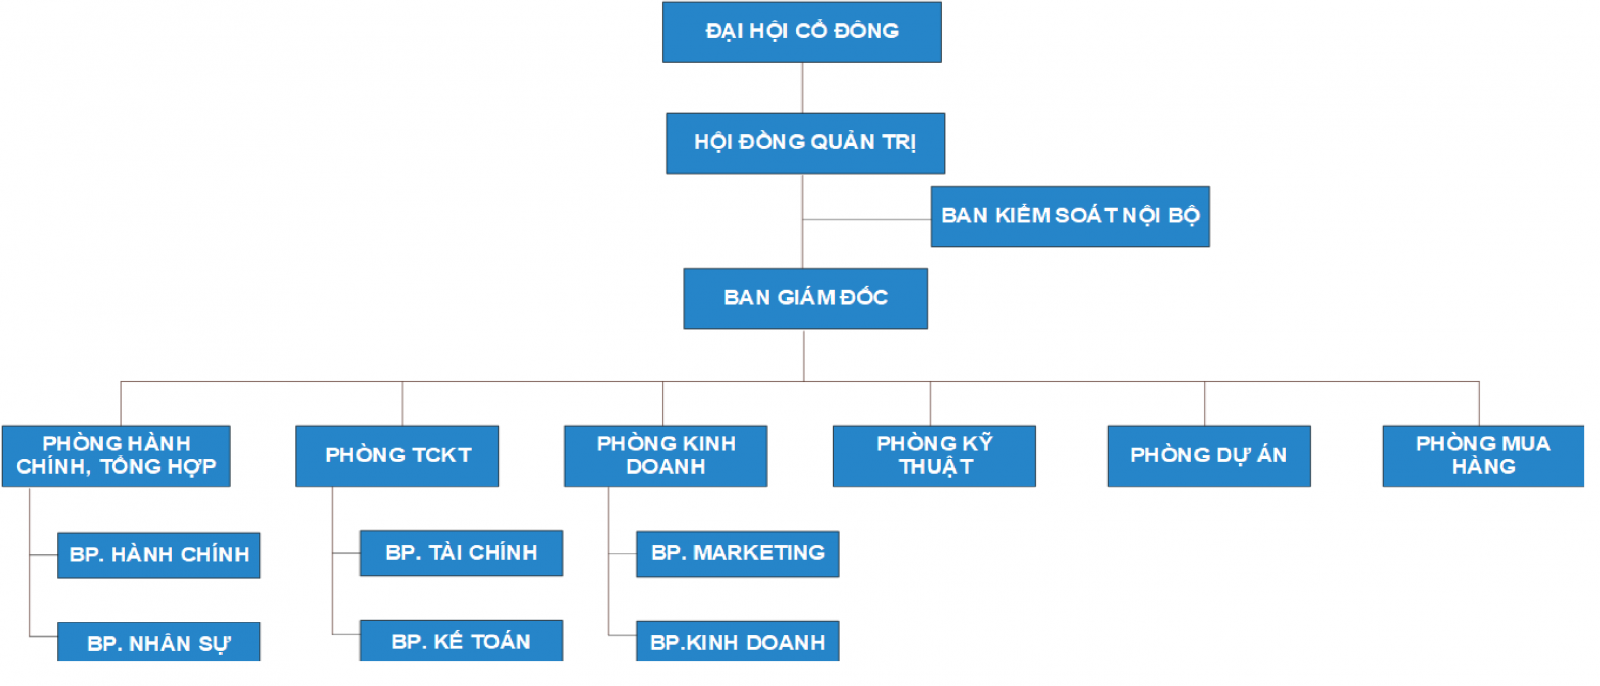 ĐẠI HỘI CỔ ĐÔNG
HỘI ĐỒNG QUẢN TRỊ
BAN KIỂM SOÁT NỘI BỘ
BAN GIÁM ĐỐC
PHÒNG HÀNH
CHÍNH, TỔNG HỢP
PHÒNG TCKT
PHÒNG KINH
DOANH
PHÒNG KỸ
THUẬT
PHÒNG DỰ ÁN
PHÒNG MUA
HÀNG
BP. HÀNH CHÍNH
BP. TÀI CHÍNH
BP. MARKETING
BP. NHÂN SỰ
BP. KẾ TOÁN
BP.KINH DOANH